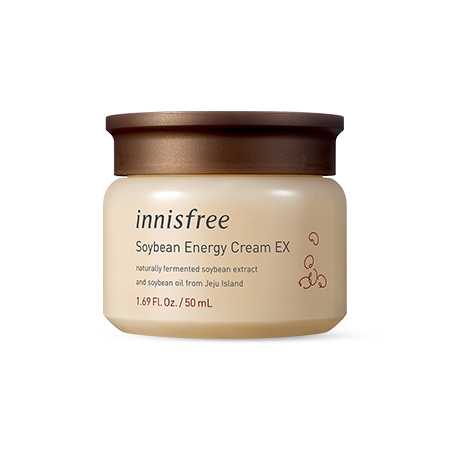 innisfree
Soybean Energy Cream EX
naturally fermented soybean extract
and soybean oil from Jeju Island
1.69 Fl. Oz. / 50 mL